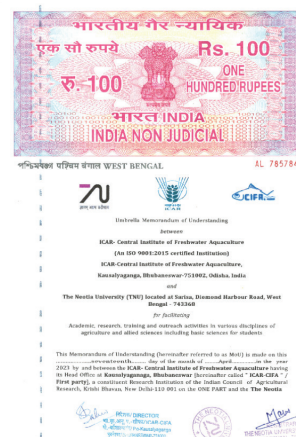 भारतीय गैर न्यायिक
एक सौ रुपये
Rs. 100
रु. 100
ONE
HUNDRED RUPEES
भारत INDIA
INDIA NON JUDICIAL
পশ্চিমবঙ্গ पश्चिम बंगाल WEST BENGAL
AL 78578
CIFA
Umbrella Memorandum of Understanding
between
ICAR- Central Institute of Freshwater Aquaculture
(An ISO 9001:2015 certified Institution)
ICAR-Central Institute of Freshwater Aquaculture,
Kausalyaganga, Bhubaneswar-751002, Odisha, India
and
The Neotia University (TNU) located at Sarisa, Diamond Harbour Road, West
Bengal - 743368
for facilitating
Academic, research, training and outreach activities in various disciplines of
agriculture and allied sciences including basic sciences for students
This Memorandum of Understanding (hereinafter referred to as MoU) is made on this
day of the month of......April............in the year
2023 by and between the ICAR- Central Institute of Freshwater Aquaculture having
its Head Office at Kausalyaganga, Bhubaneswar (hereinafter called " ICAR-CIFA " /
First party), a constituent Research Institution of the Indian Council of Agricultural
Research, Krishi Bhavan, New Delhi-110 001 on the ONE PART and the The Neotia
DIRECTOR